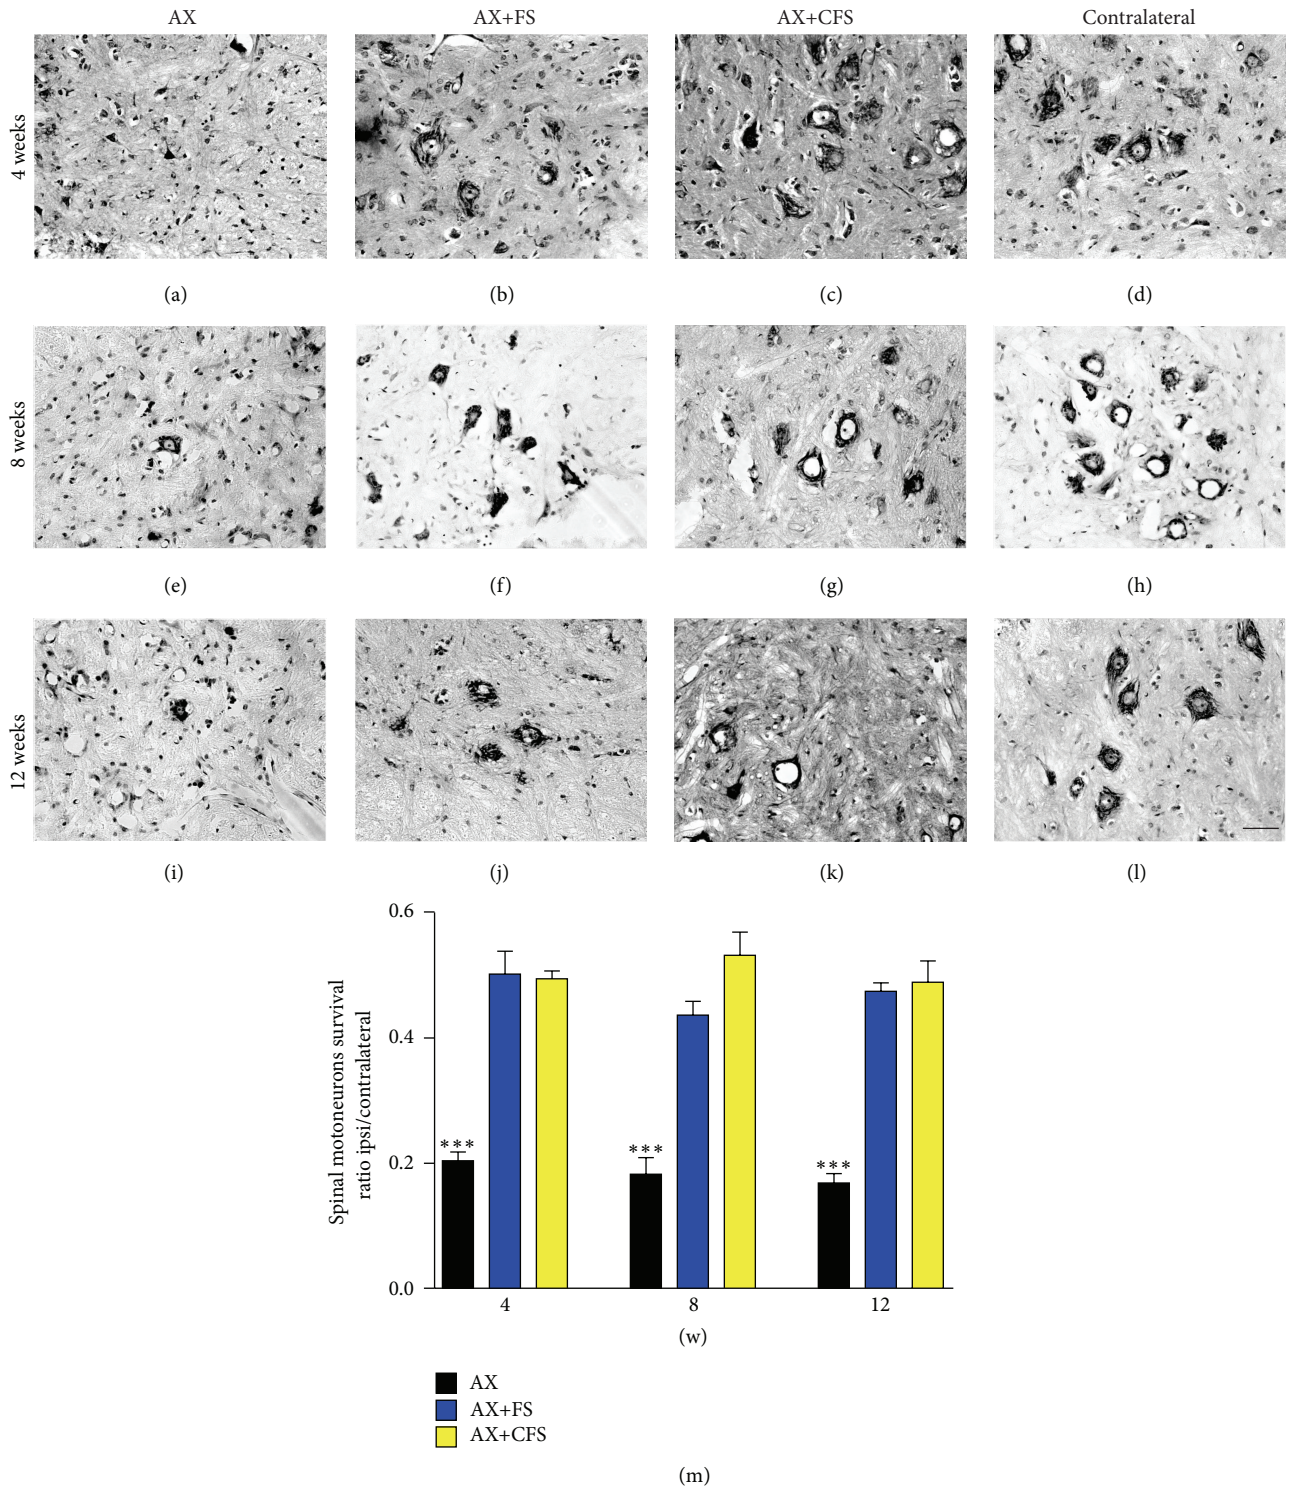 AX AX+FS AX+CFS Contralateral
4 weeks
(a) (b) (c) (d)
8 weeks
(e) (f) (g) (h)
12 weeks
(i) (j) (k) (l)
0.6
0.4
0.2
0.0
Spinal motoneurons survival
ratio ipsi/contralateral
*** *** ***
4 8 12
(w)
AX
AX+FS
AX+CFS
(m)